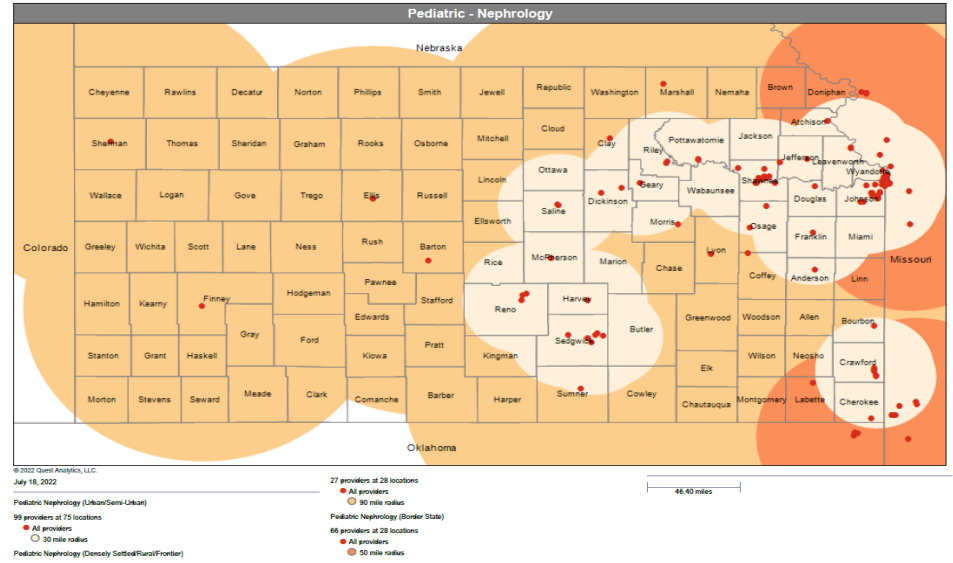 Pediatric - Nephrology
Nebraska
Cheyenne Rawlins Decatur Norton Phillips Smith Jewell Republic Washington Marshall Nemaha Brown Doniphan
Atchison
Sherman Thomas Sheridan Graham Rooks Osborne Mitchell Cloud Clay Riley Pottawatomie Jackson Jefferson Leavenworth
Wyandotte
Lincoln Ottawa Geary Wabaunsee Shawnee
Wallace Logan Gove Trego Ellis Russell Saline Dickinson Douglas Johnson
Ellsworth Morris Osage
Colorado Greeley Wichita Scott Lane Ness Rush Barton Rice McPherson Marion Chase Lyon Franklin Miami
Missouri
Coffey Anderson Linn
Hamilton Kearny Finney Hodgeman Pawnee Stafford Reno Harvey
Gray Ford Edwards Sedgwick Butler Greenwood Woodson Allen Bourbon
Stanton Grant Haskell Kiowa Pratt Kingman Elk Wilson Neosho Crawford
Morton Stevens Seward Meade Clark Comanche Barber Harper Sumner Cowley Chautauqua Montgomery Labette Cherokee
Oklahoma
© 2022 Quest Analytics, LLC.
July 18, 2022
Pediatric Nephrology (Urban/Semi-Urban)
99 providers at 75 locations
All providers
30 mile radius
Pediatric Nephrology (Densely Settled/Rural/Frontier)
27 providers at 28 locations
All providers
90 mile radius
Pediatric Nephrology (Border State)
66 providers at 28 locations
All providers
50 mile radius
46.40 miles